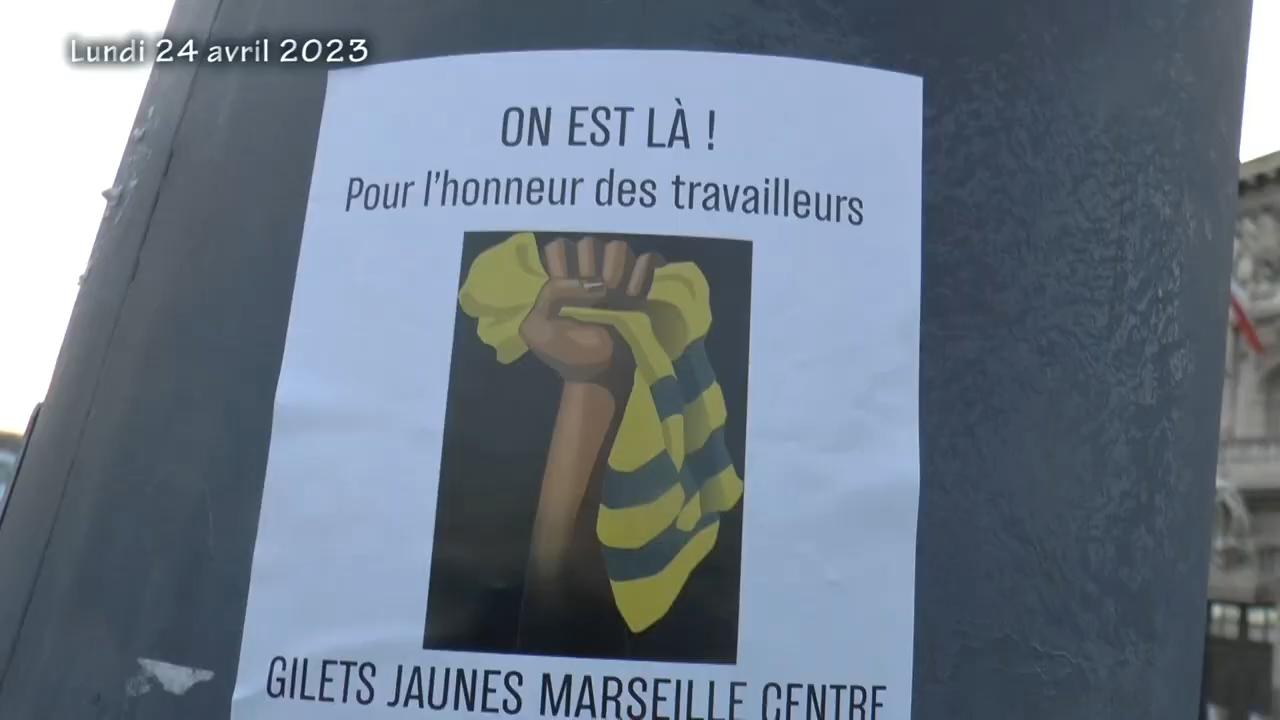 Lundi 24 avril 2023
ON EST LÀ !
Pour l'honneur des travailleurs
GILETS JAUNES MARSEILLE CENTRE